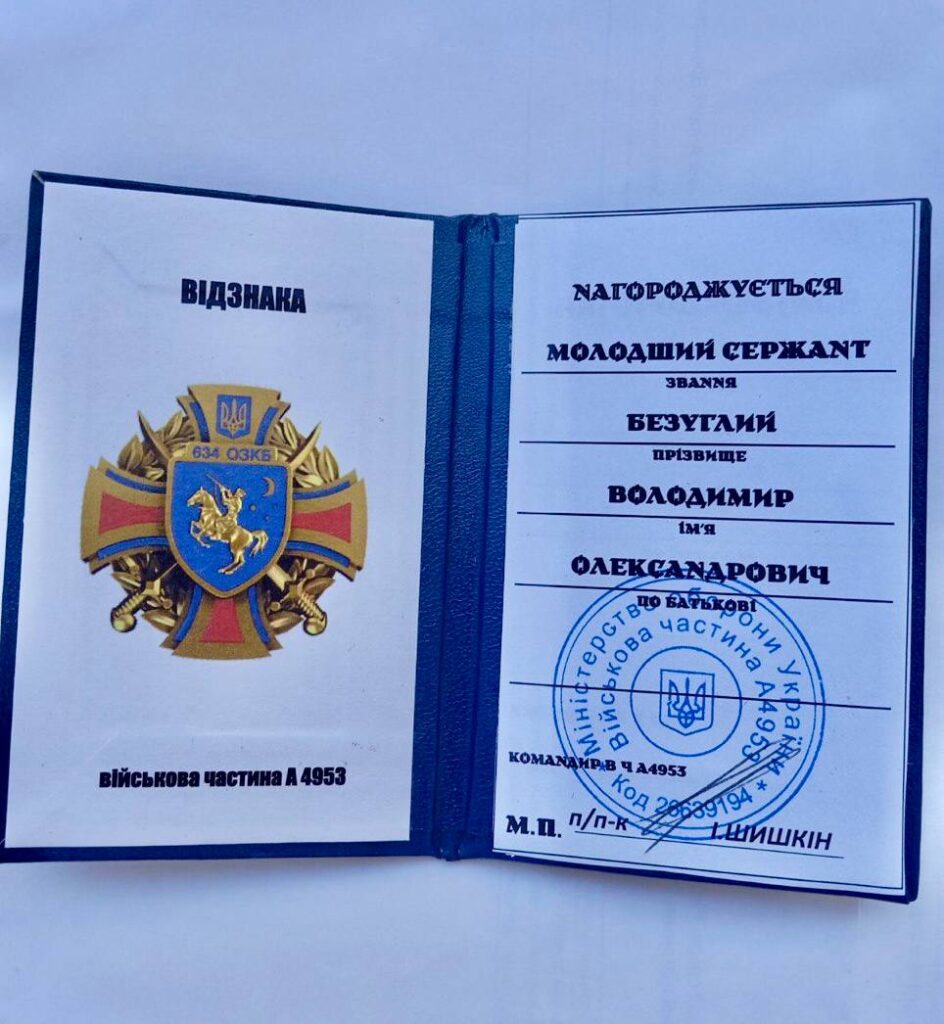 ВІДЗНАКА
634 ОЗКБ
військова частина А 4953
НАГОРОДЖУЄТЬСЯ
МОЛОДШИЙ СЕРЖАНТ
ЗВАННЯ
БЕЗУГЛИЙ
ПРІЗВИЩЕ
ВОЛОДИМИР
ІМ'Я
ОЛЕКСАНДРОВИЧ
ПО БАТЬКОВІ
Міністерство оборони України
Військова частина А4953
* Код 26639194 *
КОМАНДИР В Ч А4953
М.П. п/п-к І.ШИШКІН